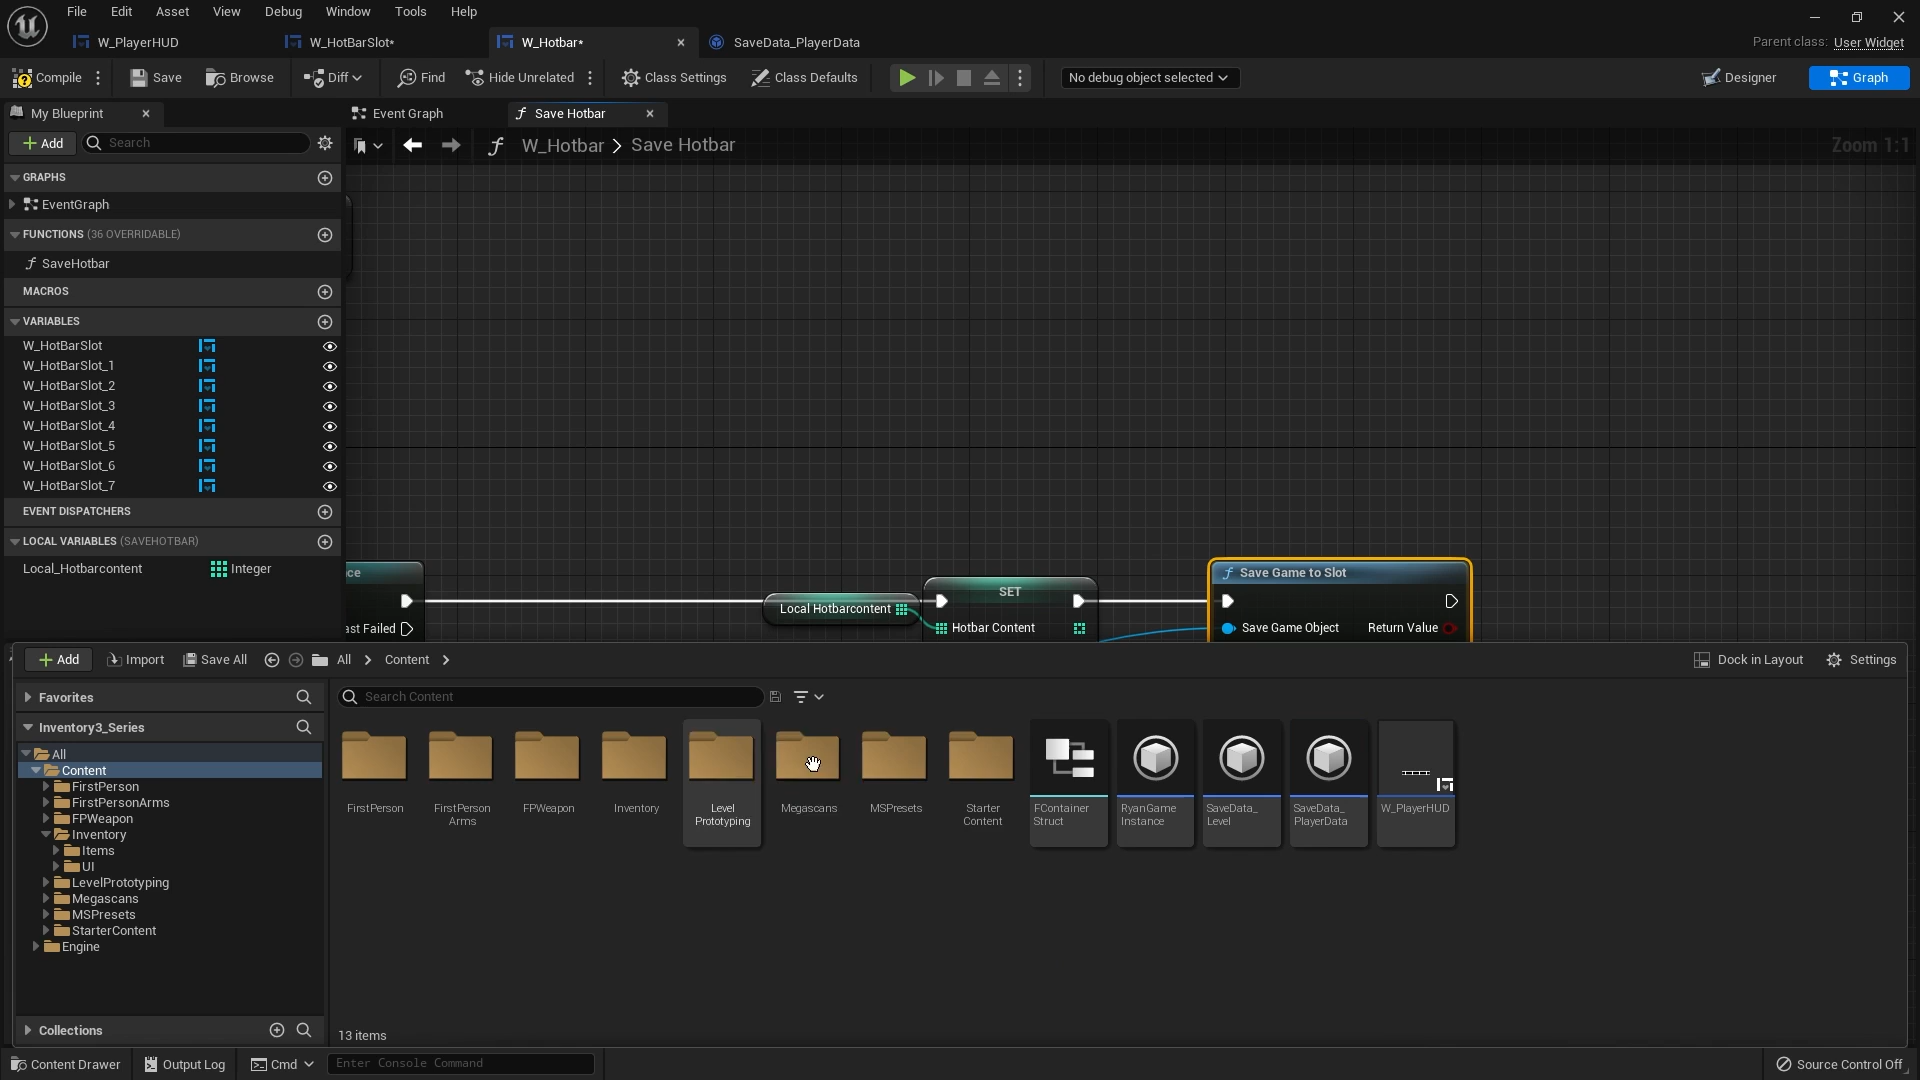 File Edit Asset View Debug Window Tools Help
W_PlayerHUD W_HotBarSlot* W_Hotbar* SaveData_PlayerData
Parent class: User Widget
Compile Save Browse Diff Find Hide Unrelated Class Settings Class Defaults No debug object selected Designer Graph
My Blueprint Event Graph Save Hotbar
Add Search W_Hotbar > Save Hotbar Zoom 1:1
GRAPHS
EventGraph
FUNCTIONS (36 OVERRIDABLE)
SaveHotbar
MACROS
VARIABLES
W_HotBarSlot
W_HotBarSlot_1
W_HotBarSlot_2
W_HotBarSlot_3
W_HotBarSlot_4
W_HotBarSlot_5
W_HotBarSlot_6
W_HotBarSlot_7
EVENT DISPATCHERS
LOCAL VARIABLES (SAVEHOTBAR)
Local_Hotbarcontent Integer
ce
ast Failed
Local Hotbarcontent
SET
Hotbar Content
Save Game to Slot
Save Game Object Return Value
Add Import Save All All Content Dock in Layout Settings
Favorites
Search Content
Inventory3_Series
All
Content
FirstPerson
FirstPersonArms
FPWeapon
Inventory
Items
UI
LevelPrototyping
Megascans
MSPresets
StarterContent
Engine
FirstPerson
FirstPerson
Arms
FPWeapon
Inventory
Level
Prototyping
Megascans
MSPresets
Starter
Content
FContainer
Struct
RyanGame
Instance
SaveData_
Level
SaveData_
PlayerData
W_PlayerHUD
Collections
13 items
Content Drawer Output Log Cmd Enter Console Command Source Control Off